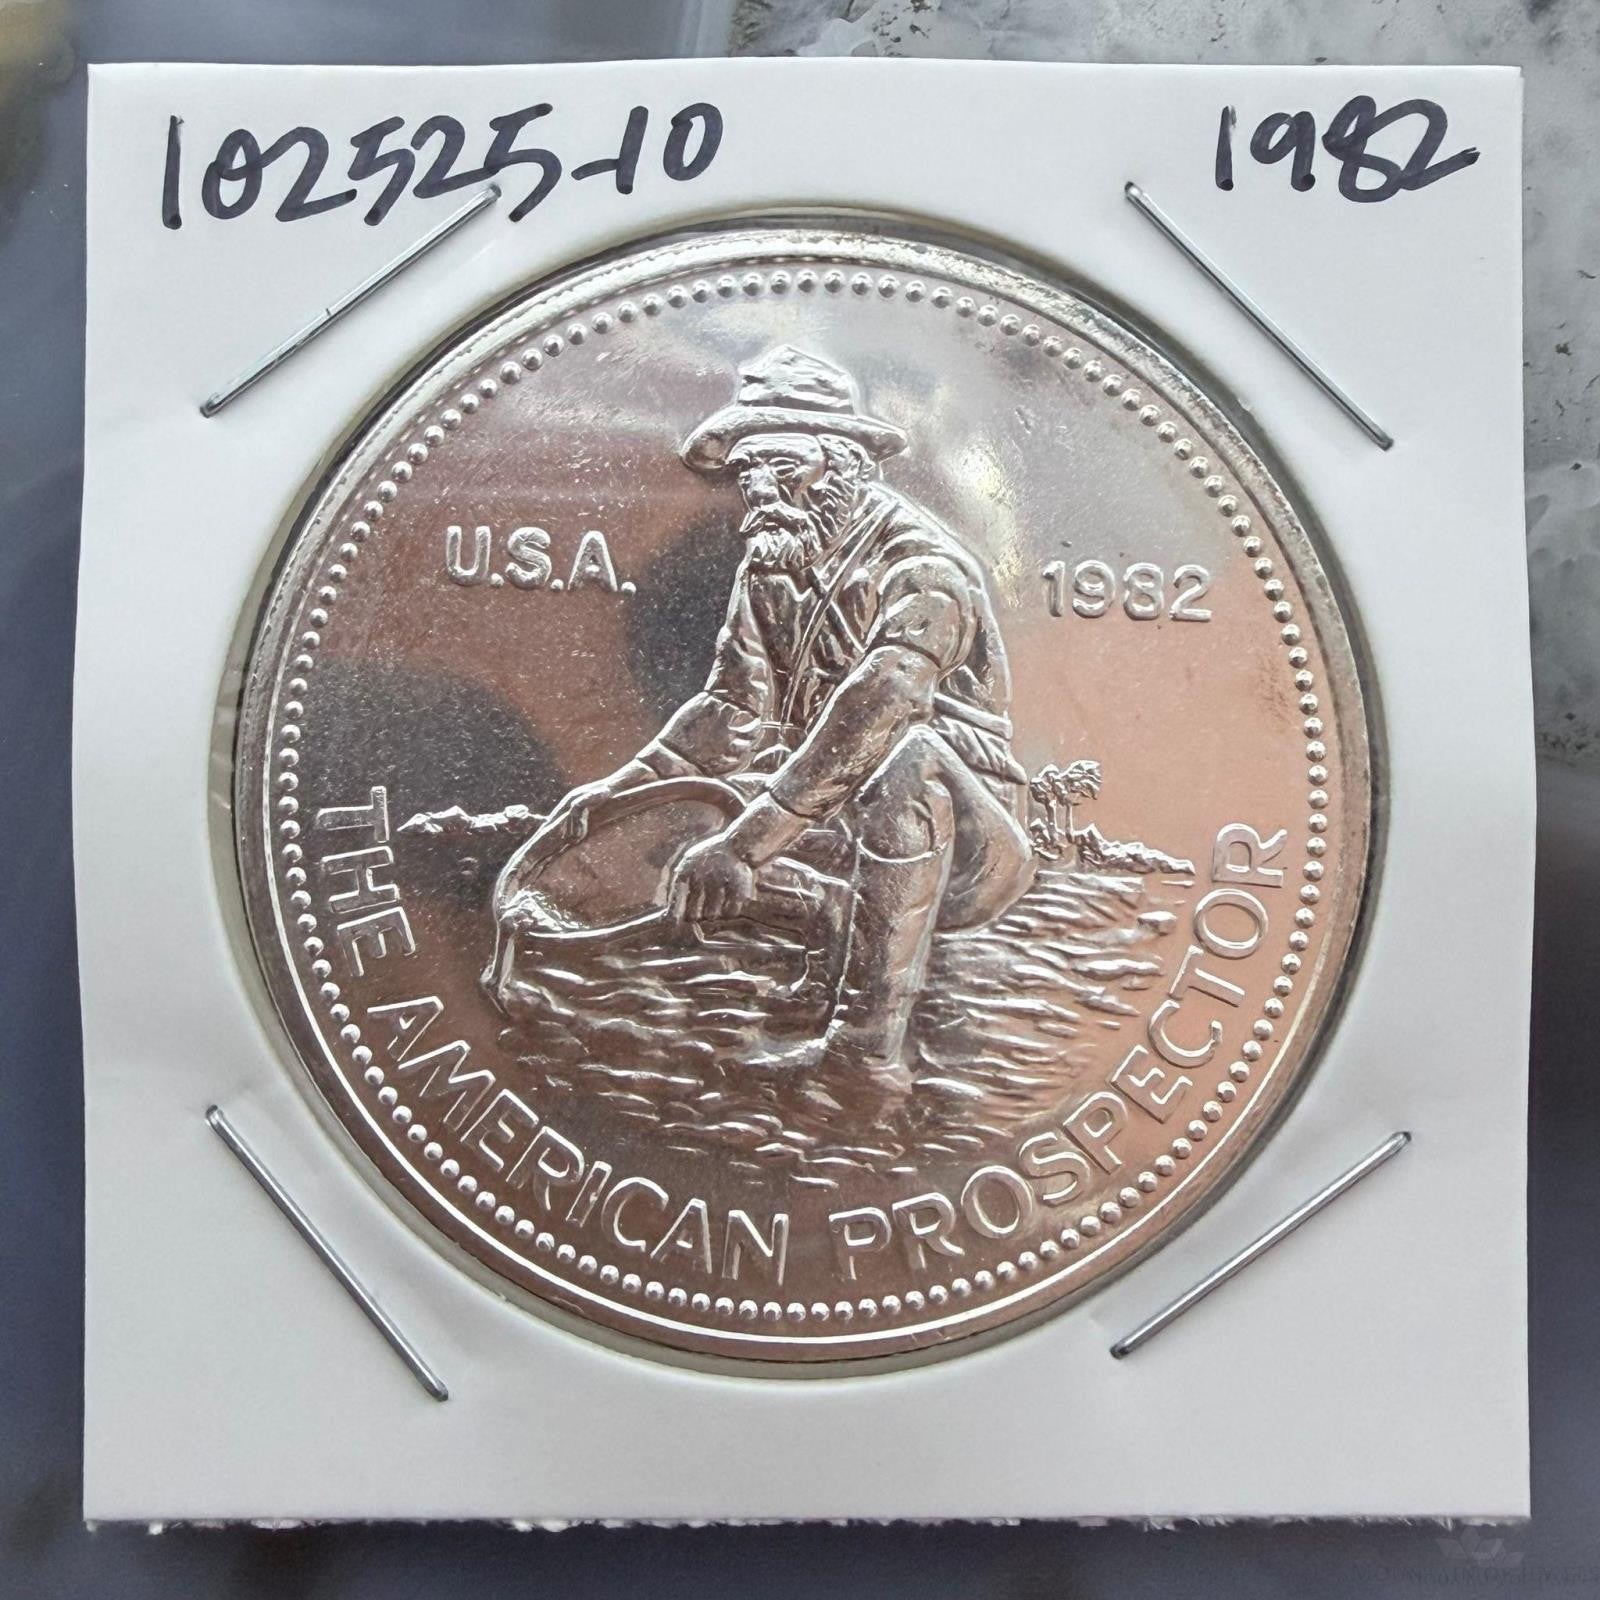 102525-10
1982
U.S.A.
1982
THE AMERICAN PROSPECTOR